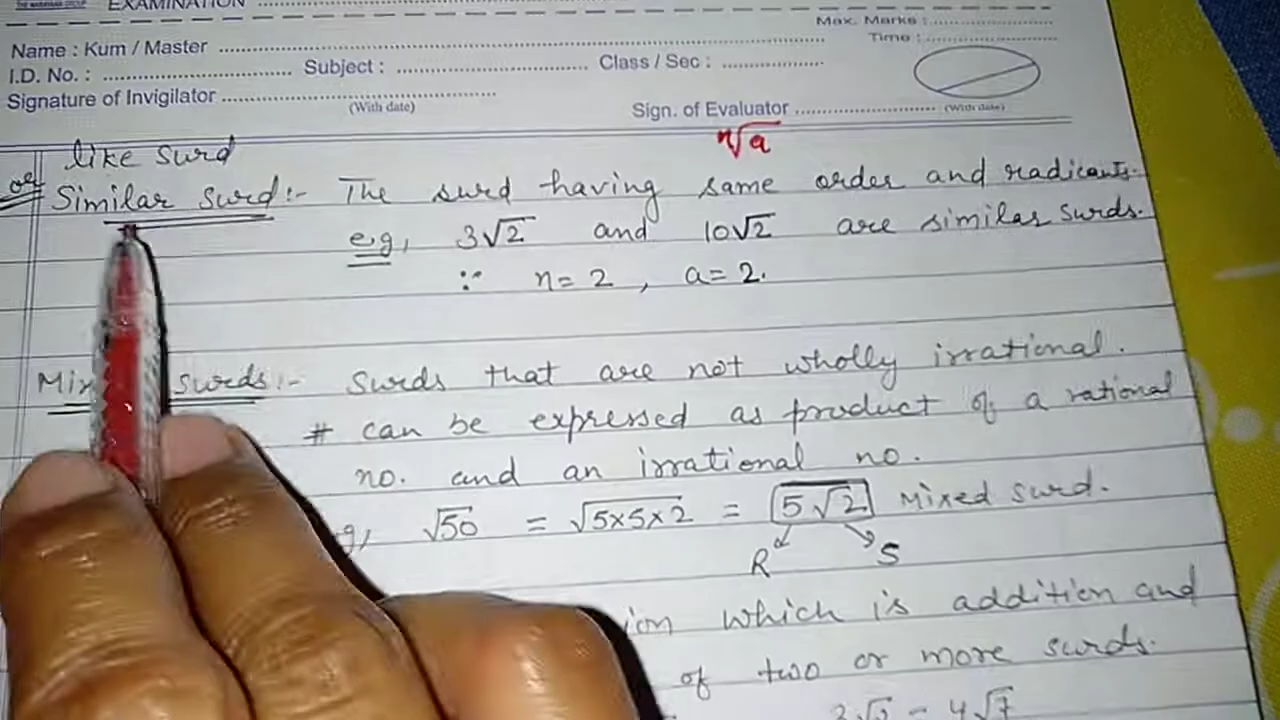 EXAMINATION
Max. Marks :
Name : Kum / Master
Time :
I.D. No. : Subject : Class / Sec :
Signature of Invigilator
(With date)
Sign. of Evaluator (With date)
ⁿ√a
like surd
or
Similar surd:- The surd having same order and radicants.
eg, 3√2 and 10√2 are similar surds.
∵ n=2, a=2.
surds:- surds that are not wholly irrational.
# can be expressed as product of a rational
no. and an irrational no.
√50 = √5×5×2 = 5√2 Mixed surd.
R S
which is addition and
of two or more surds.
4√7